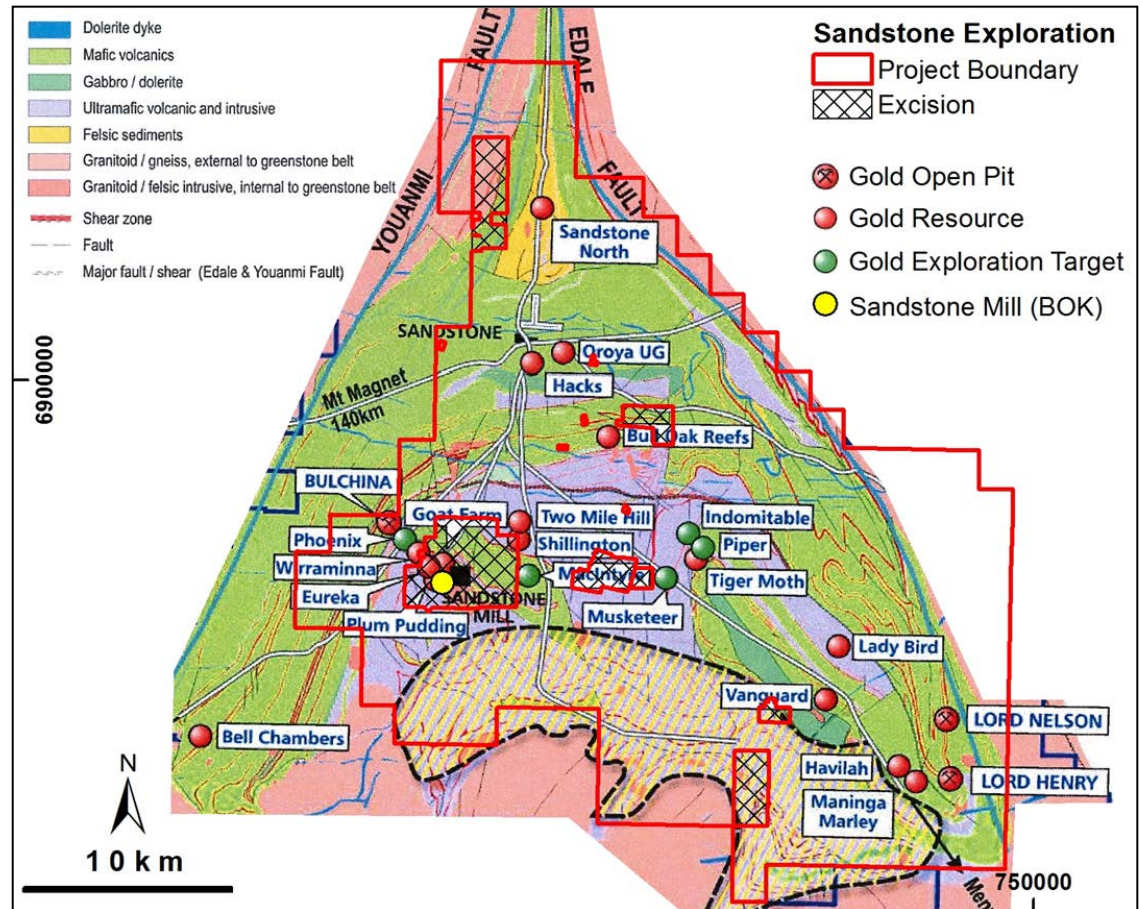 Dolerite dyke
Mafic volcanics
Gabbro / dolerite
Ultramafic volcanic and intrusive
Felsic sediments
Granitoid / gneiss, external to greenstone belt
Granitoid / felsic intrusive, internal to greenstone belt
Shear zone
Fault
Major fault / shear (Edale & Youanmi Fault)
Sandstone Exploration
Project Boundary
Excision
Gold Open Pit
Gold Resource
Gold Exploration Target
Sandstone Mill (BOK)
YOUANMI
FAULT
EDALE
FAULT
Sandstone
North
SANDSTONE
Oroya UG
Hacks
Mt Magnet
140km
6900000
Bull Oak Reefs
BULCHINA
Goat Farm
Two Mile Hill
Indomitable
Phoenix
Shillington
Piper
Wirraminna
MacIntyre
Tiger Moth
Eureka
SANDSTONE
MILL
Musketeer
Plum Pudding
Lady Bird
Vanguard
LORD NELSON
Bell Chambers
Havilah
LORD HENRY
Maninga
Marley
N
10km
750000